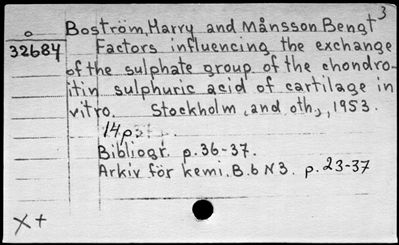 3
o Boström, Harry and Månsson Bengt
32684 Factors influencing the exchange
of the sulphate group of the chondro-
itin sulphuric acid of cartilage in
vitro. Stockholm, and oth., 1953.
14 p.
Bibliogr. p. 36-37.
Arkiv för kemi. B. 6 N 3. p. 23-37
X+